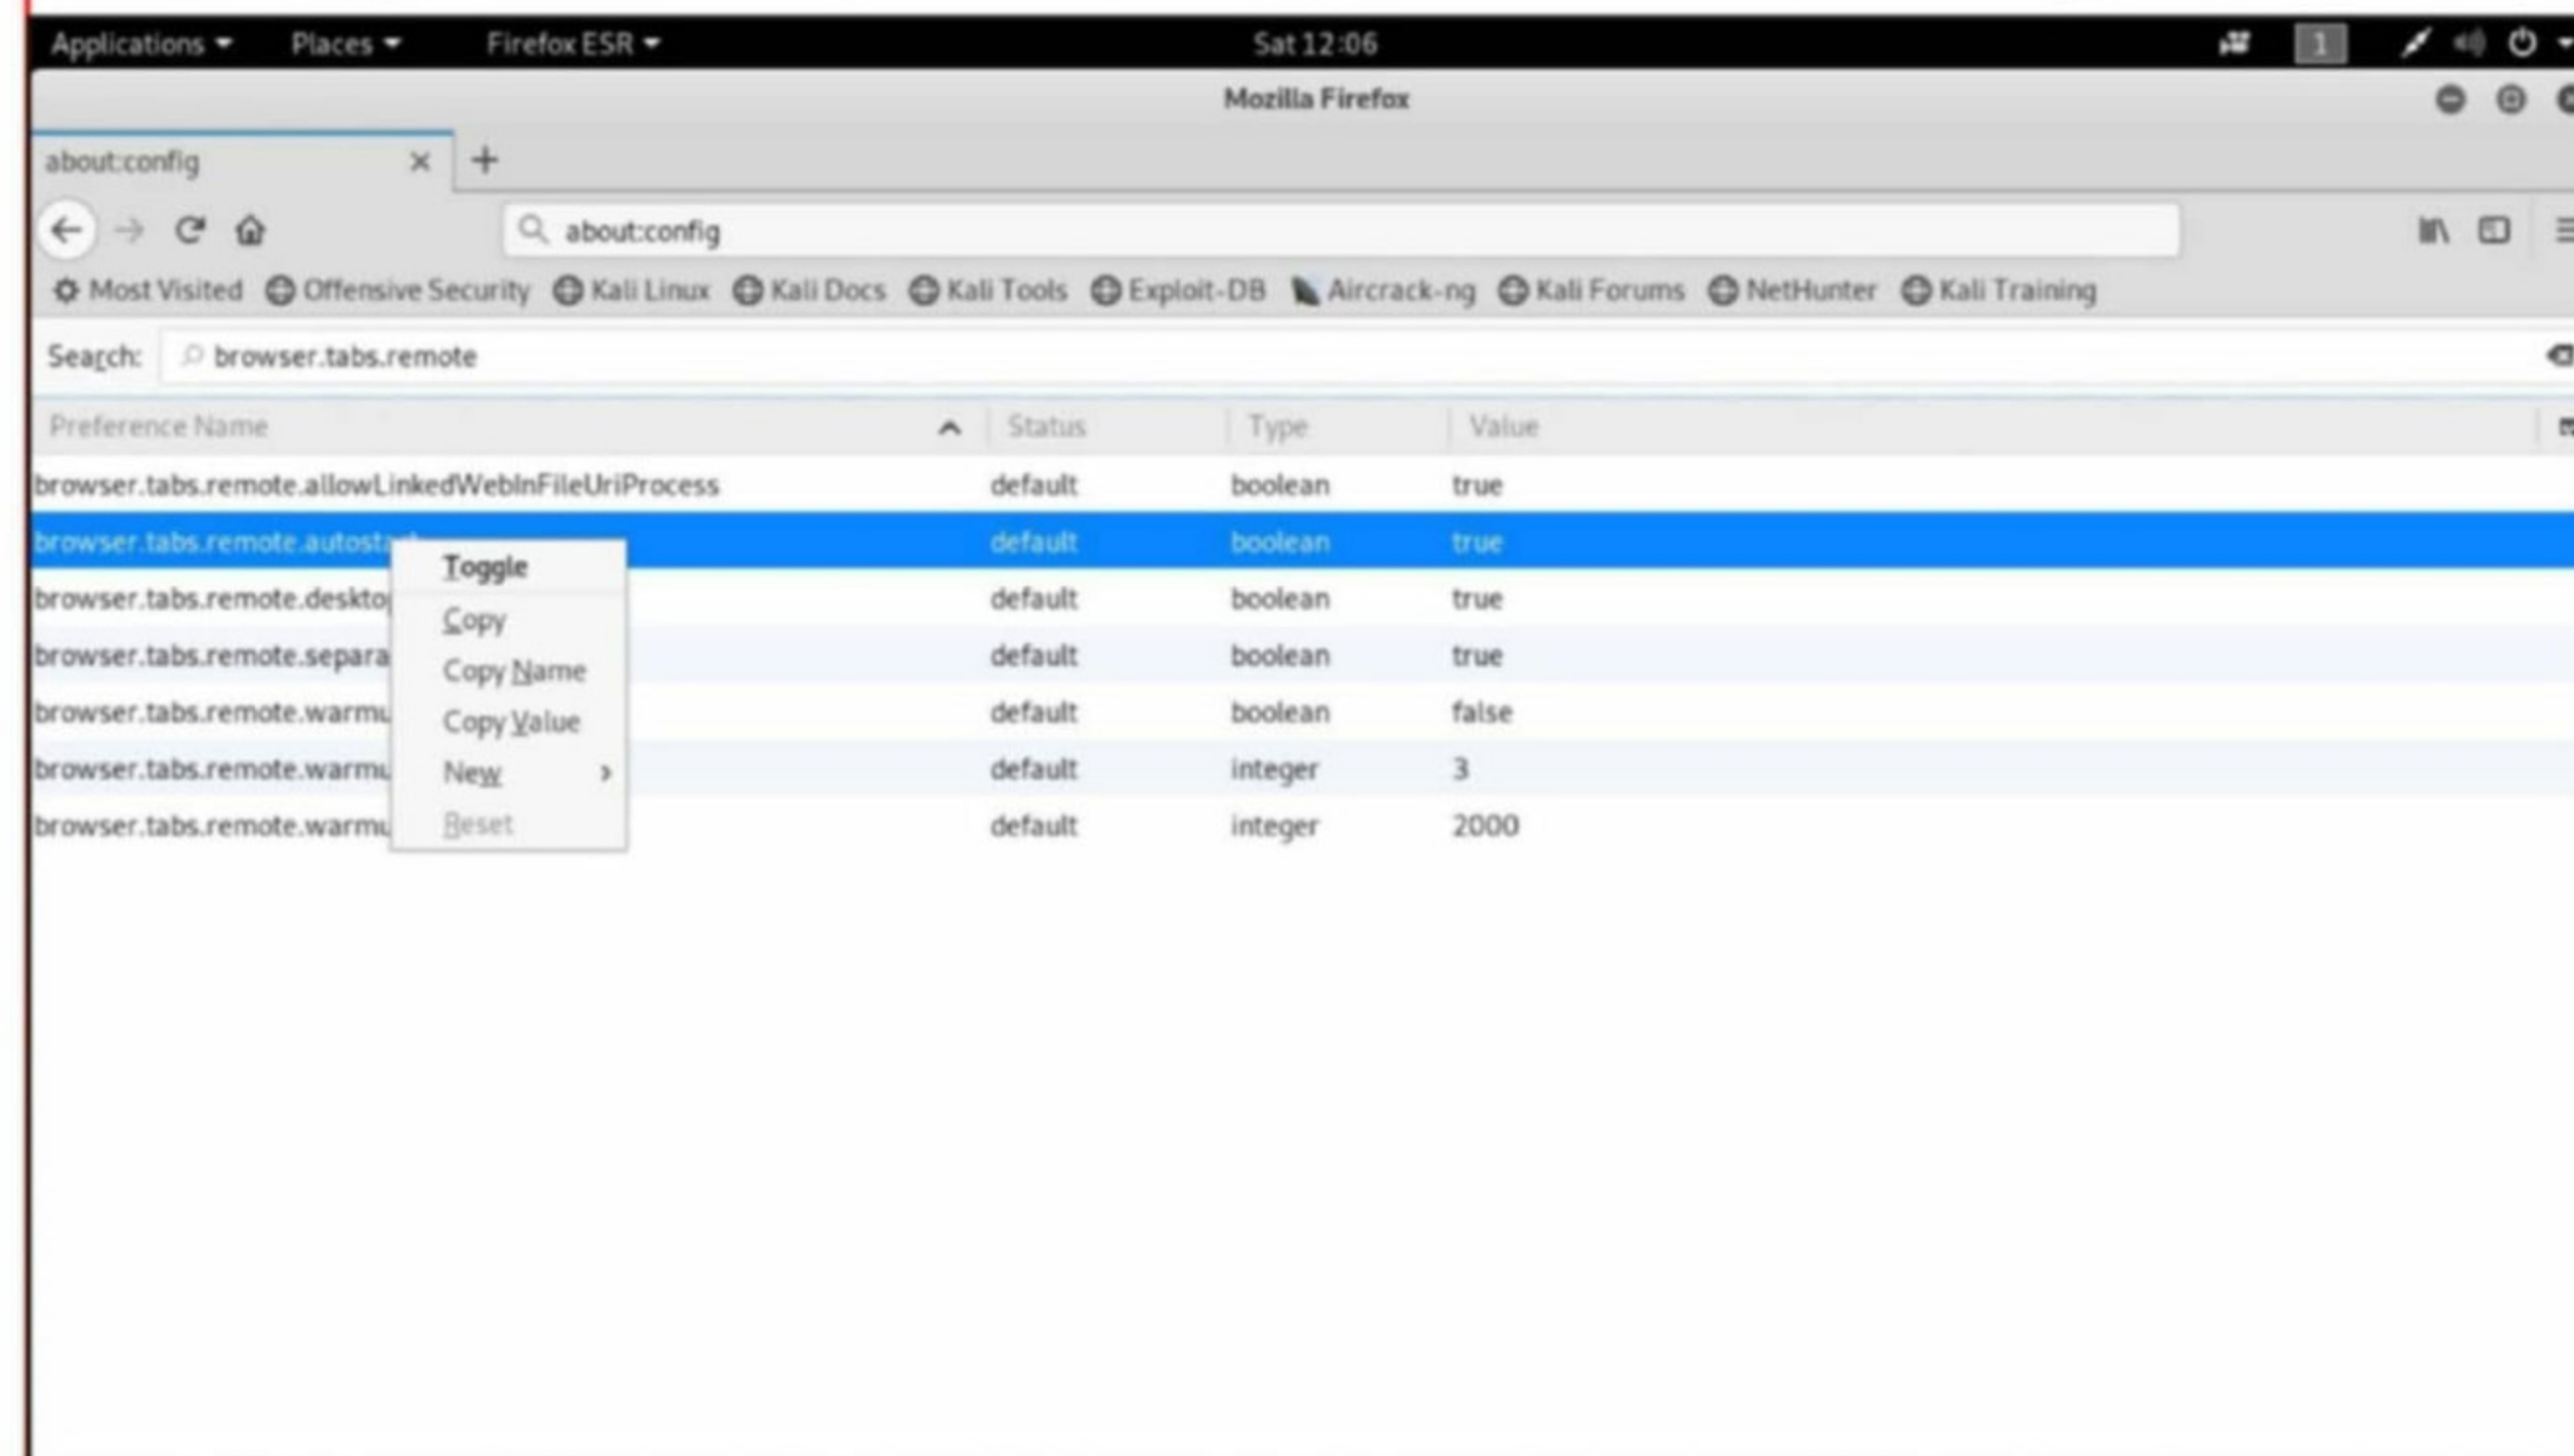 Applications Places Firefox ESR Sat 12:06 1
Mozilla Firefox
about:config
about:config
Most Visited Offensive Security Kali Linux Kali Docs Kali Tools Exploit-DB Aircrack-ng Kali Forums NetHunter Kali Training
Search: browser.tabs.remote
Preference Name Status Type Value
browser.tabs.remote.allowLinkedWebInFileUriProcess default boolean true
browser.tabs.remote.autosta default boolean true
Toggle
browser.tabs.remote.deskto default boolean true
Copy
browser.tabs.remote.separa default boolean true
Copy Name
browser.tabs.remote.warmu default boolean false
Copy Value
browser.tabs.remote.warmu default integer 3
New
browser.tabs.remote.warmu default integer 2000
Reset